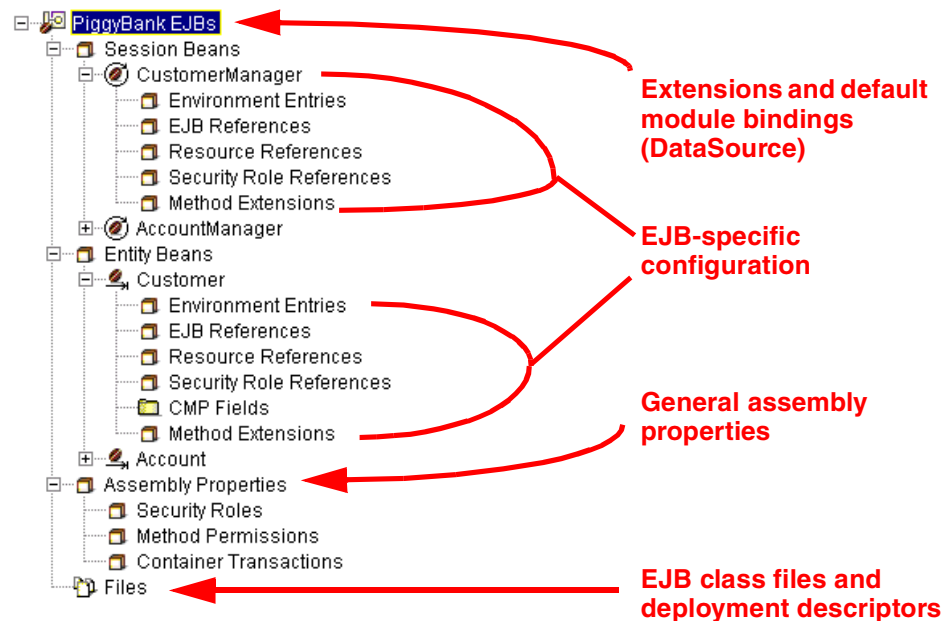 PiggyBank EJBs
Session Beans
CustomerManager
Environment Entries
EJB References
Resource References
Security Role References
Method Extensions
AccountManager
Entity Beans
Customer
Environment Entries
EJB References
Resource References
Security Role References
CMP Fields
Method Extensions
Account
Assembly Properties
Security Roles
Method Permissions
Container Transactions
Files
Extensions and default
module bindings
(DataSource)
EJB-specific
configuration
General assembly
properties
EJB class files and
deployment descriptors